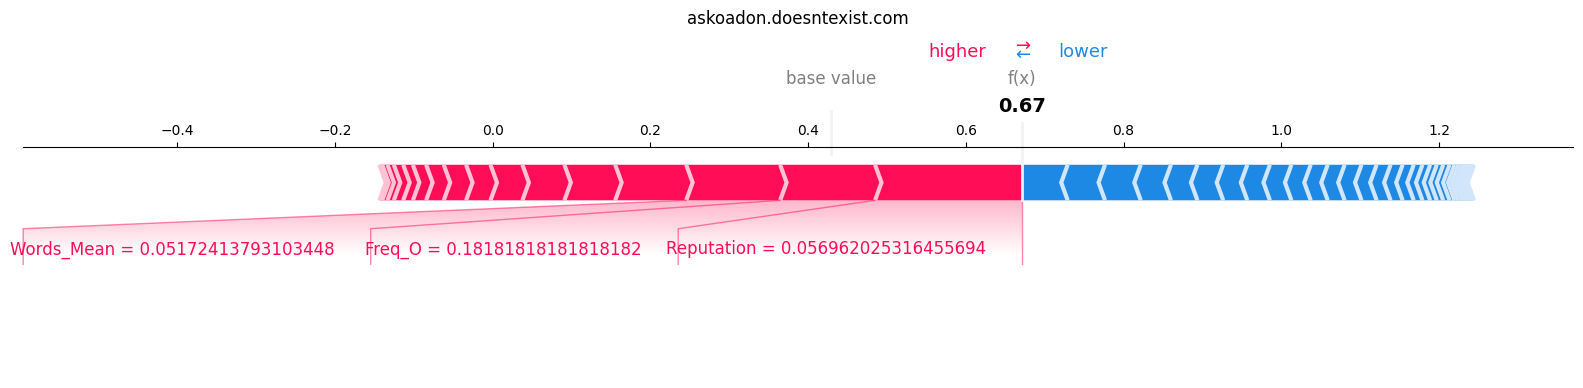 askoadon.doesntexist.com
higher ⇄ lower
base value f(x)
0.67
−0.4 −0.2 0.0 0.2 0.4 0.6 0.8 1.0 1.2
Words_Mean = 0.05172413793103448 Freq_O = 0.18181818181818182 Reputation = 0.056962025316455694